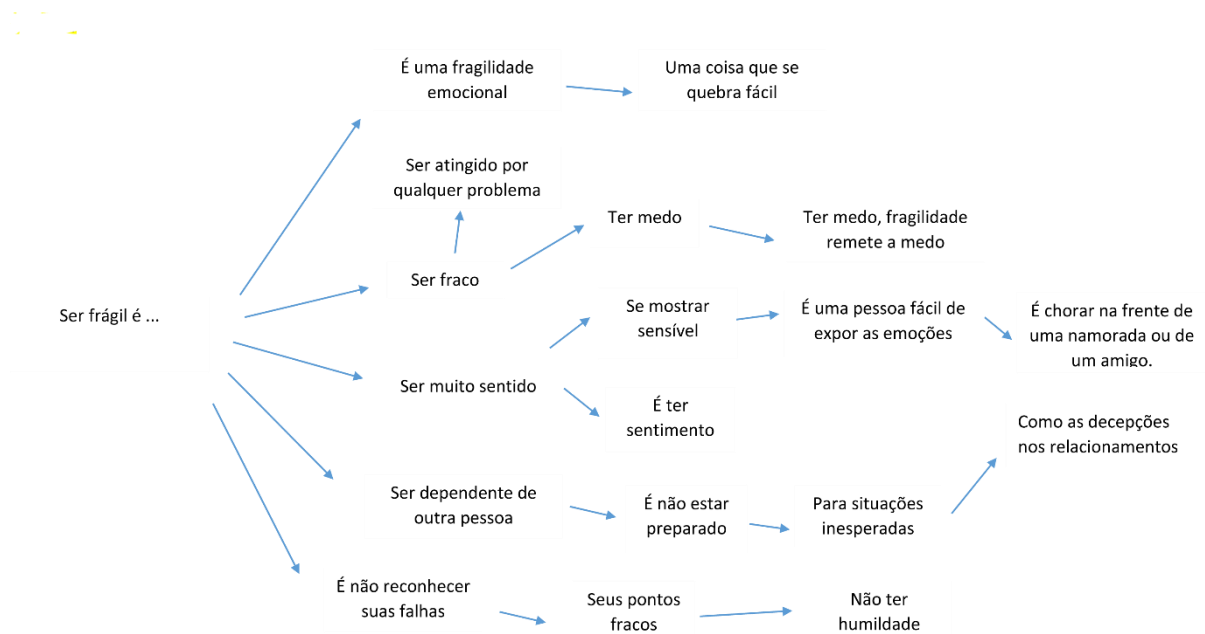 É uma fragilidade
emocional
Uma coisa que se
quebra fácil
Ser atingido por
qualquer problema
Ter medo
Ter medo, fragilidade
remete a medo
Ser fraco
Ser frágil é ...
Se mostrar
sensível
É uma pessoa fácil de
expor as emoções
É chorar na frente de
uma namorada ou de
um amigo.
Ser muito sentido
É ter
sentimento
Como as decepções
nos relacionamentos
Ser dependente de
outra pessoa
É não estar
preparado
Para situações
inesperadas
É não reconhecer
suas falhas
Seus pontos
fracos
Não ter
humildade